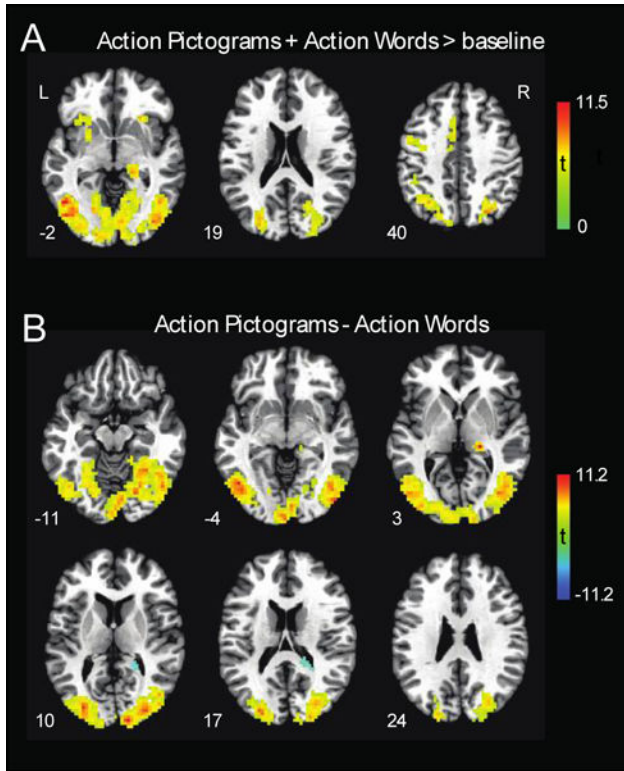 A
Action Pictograms + Action Words > baseline
L
R
11.5
t
0
-2
19
40
B
Action Pictograms - Action Words
-11
-4
3
11.2
t
-11.2
10
17
24